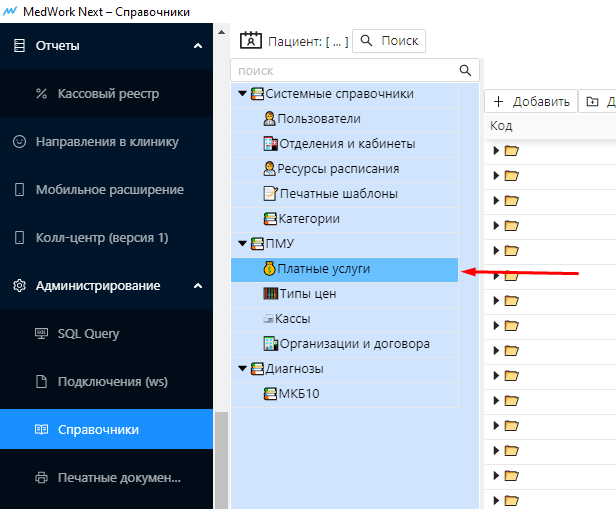 MedWork Next – Справочники
Отчеты
Кассовый реестр
Направления в клинику
Мобильное расширение
Колл-центр (версия 1)
Администрирование
SQL Query
Подключения (ws)
Справочники
Печатные докумен...
Пациент: [ ... ] Поиск
поиск
Системные справочники
Пользователи
Отделения и кабинеты
Ресурсы расписания
Печатные шаблоны
Категории
ПМУ
Платные услуги
Типы цен
Кассы
Организации и договора
Диагнозы
МКБ10
Добавить
Код